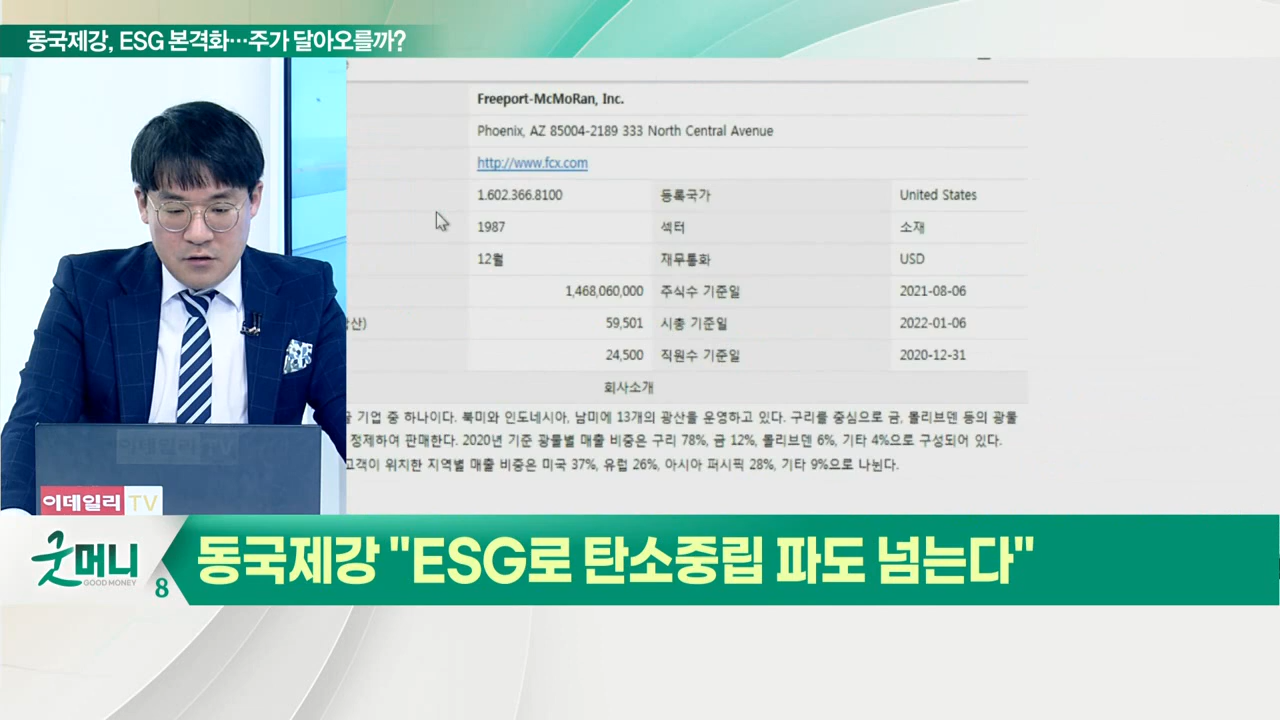 동국제강, ESG 본격화…주가 달아오를까?
Freeport-McMoRan, Inc.
Phoenix, AZ 85004-2189 333 North Central Avenue
http://www.fcx.com
1.602.366.8100 등록국가 United States
1987 섹터 소재
12월 재무통화 USD
1,468,060,000 주식수 기준일 2021-08-06
59,501 시총 기준일 2022-01-06
24,500 직원수 기준일 2020-12-31
회사소개
기업 중 하나이다. 북미와 인도네시아, 남미에 13개의 광산을 운영하고 있다. 구리를 중심으로 금, 몰리브덴 등의 광물
정제하여 판매한다. 2020년 기준 광물별 매출 비중은 구리 78%, 금 12%, 몰리브덴 6%, 기타 4%으로 구성되어 있다.
고객이 위치한 지역별 매출 비중은 미국 37%, 유럽 26%, 아시아 퍼시픽 28%, 기타 9%으로 나뉜다.
이데일리 TV
이데일리 TV
굿머니
GOOD MONEY
8
동국제강 "ESG로 탄소중립 파도 넘는다"